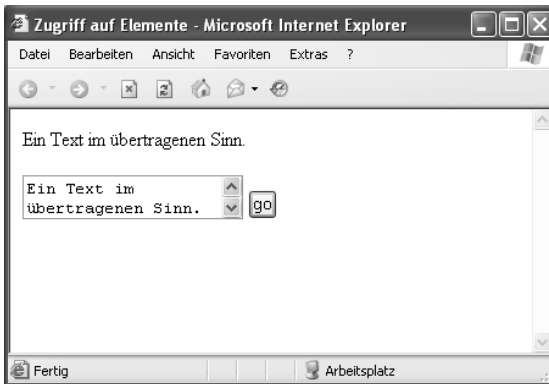 Zugriff auf Elemente - Microsoft Internet Explorer
Datei Bearbeiten Ansicht Favoriten Extras ?
Ein Text im übertragenen Sinn.
Ein Text im
übertragenen Sinn.
go
Fertig
Arbeitsplatz